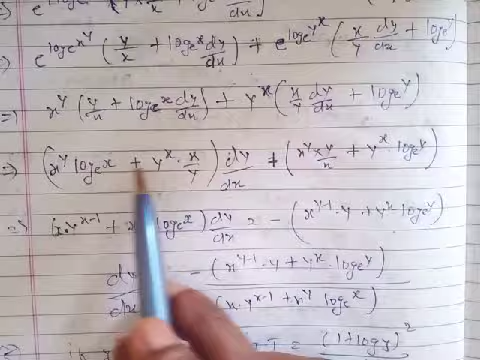 dx
=) e^{log_e x^y} (y/x + log_e x dy/dx) + e^{log_e y^x} (x/y dy/dx + log_e y)
=) x^y (y/x + log_e x dy/dx) + y^x (x/y dy/dx + log_e y)
=) (x^y log_e x + y^x · x/y) dy/dx + (x^y x y/x + y^x · log_e y)
=) (x·y^{x-1} + log_e x) dy/dx = - (x^{y-1}·y + y^x log_e y)
- (x^{y-1}·y + y^x · log_e y)
dx (x·y^{x-1} + x^y log_e x)
= (1+log y)^2